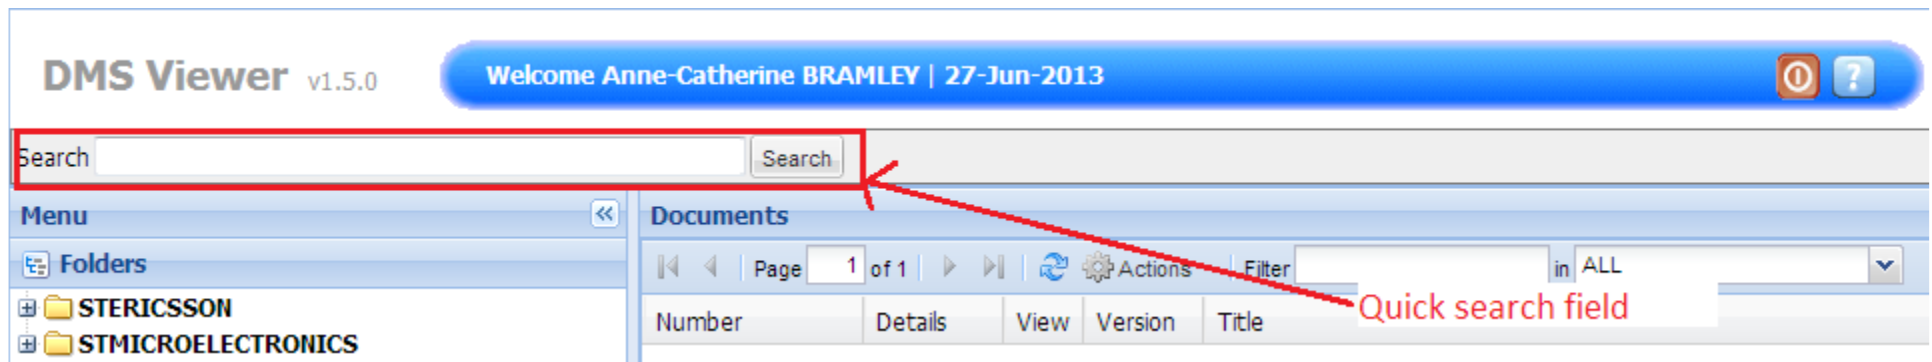 DMS Viewer v1.5.0
Welcome Anne-Catherine BRAMLEY | 27-Jun-2013
Search Search
Menu
Documents
Folders
Page 1 of 1 Actions Filter in ALL
STERICSSON
Number Details View Version Title
Quick search field
STMICROELECTRONICS